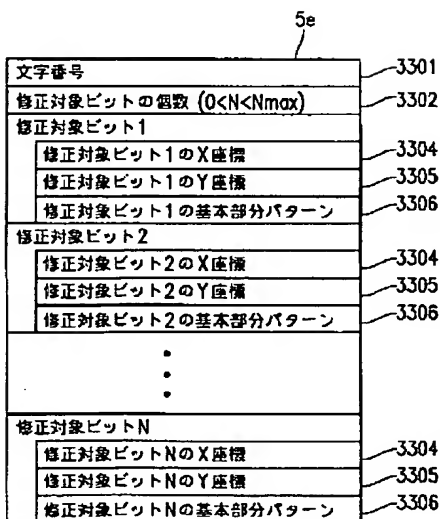 5e
文字番号 3301
修正対象ビットの個数 (0<N<Nmax) 3302
修正対象ビット1
修正対象ビット1のX座標 3304
修正対象ビット1のY座標 3305
修正対象ビット1の基本部分パターン 3306
修正対象ビット2
修正対象ビット2のX座標 3304
修正対象ビット2のY座標 3305
修正対象ビット2の基本部分パターン 3306
修正対象ビットN
修正対象ビットNのX座標 3304
修正対象ビットNのY座標 3305
修正対象ビットNの基本部分パターン 3306